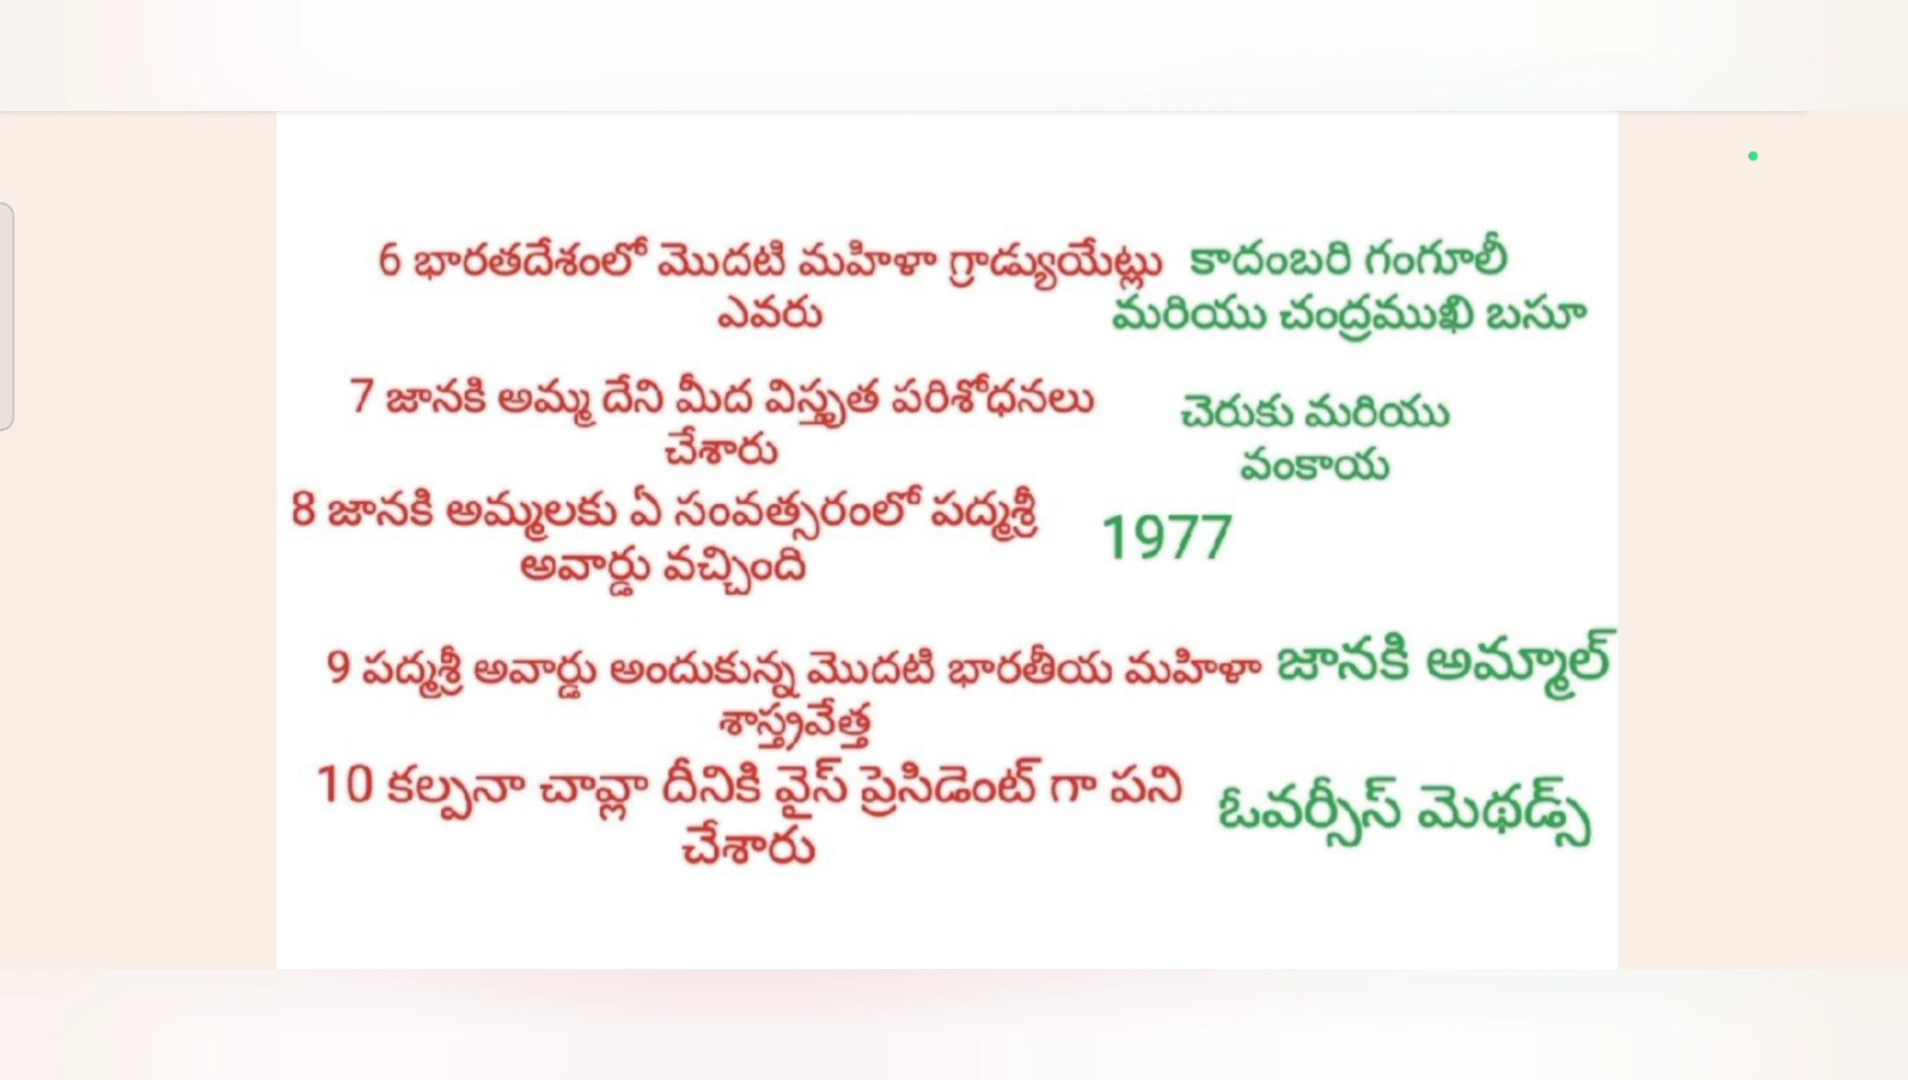 6 భారతదేశంలో మొదటి మహిళా గ్రాడ్యుయేట్లు
ఎవరు
కాదంబరి గంగూలీ
మరియు చంద్రముఖి బసూ
7 జానకి అమ్మ దేని మీద విస్తృత పరిశోధనలు
చేశారు
చెరుకు మరియు
వంకాయ
8 జానకి అమ్మలకు ఏ సంవత్సరంలో పద్మశ్రీ
అవార్డు వచ్చింది
1977
9 పద్మశ్రీ అవార్డు అందుకున్న మొదటి భారతీయ మహిళా
శాస్త్రవేత్త
జానకి అమ్మాల్
10 కల్పనా చావ్లా దీనికి వైస్ ప్రెసిడెంట్ గా పని
చేశారు
ఓవర్సీస్ మెథడ్స్